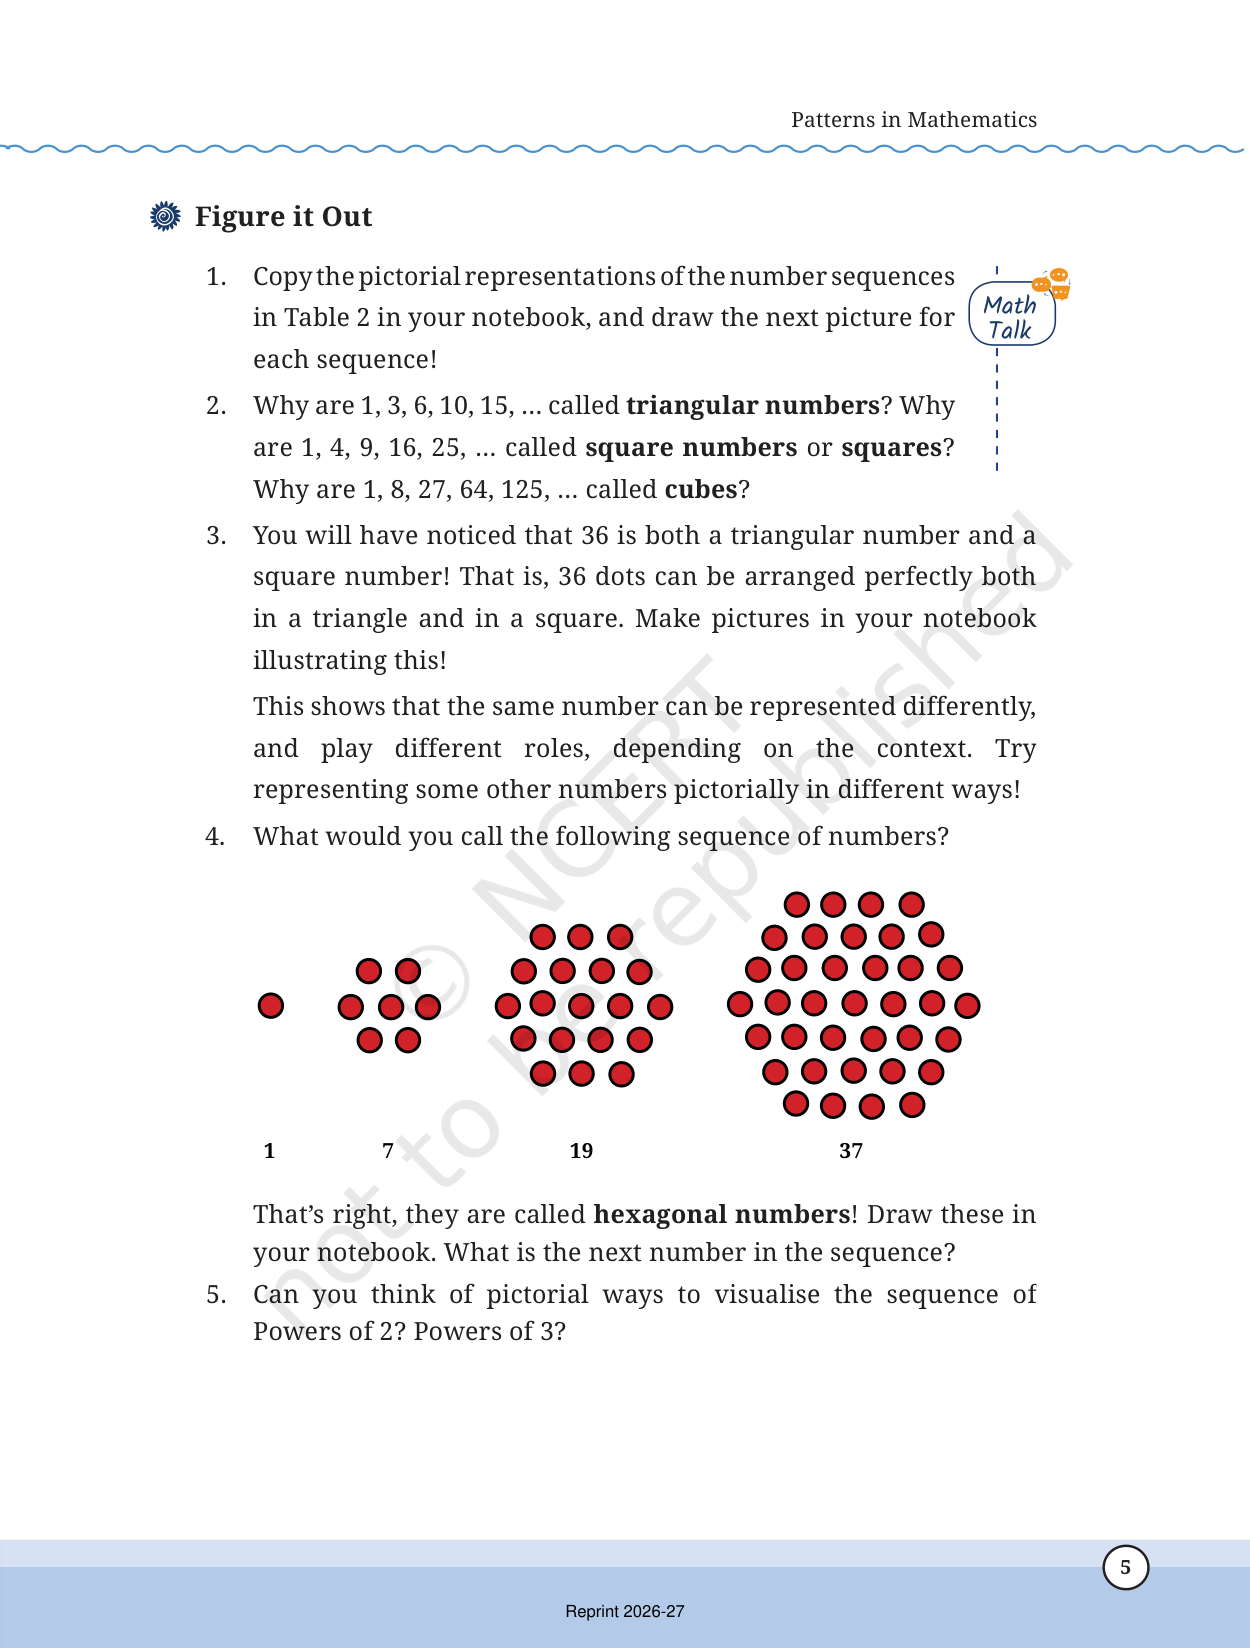 Patterns in Mathematics
Figure it Out
1. Copy the pictorial representations of the number sequences
in Table 2 in your notebook, and draw the next picture for
each sequence!
Math
Talk
2. Why are 1, 3, 6, 10, 15, … called triangular numbers? Why
are 1, 4, 9, 16, 25, … called square numbers or squares?
Why are 1, 8, 27, 64, 125, … called cubes?
3. You will have noticed that 36 is both a triangular number and a
square number! That is, 36 dots can be arranged perfectly both
in a triangle and in a square. Make pictures in your notebook
illustrating this!
This shows that the same number can be represented differently,
and play different roles, depending on the context. Try
representing some other numbers pictorially in different ways!
4. What would you call the following sequence of numbers?
1 7 19 37
That’s right, they are called hexagonal numbers! Draw these in
your notebook. What is the next number in the sequence?
5. Can you think of pictorial ways to visualise the sequence of
Powers of 2? Powers of 3?
© NCERT
not to be republished
5
Reprint 2026-27